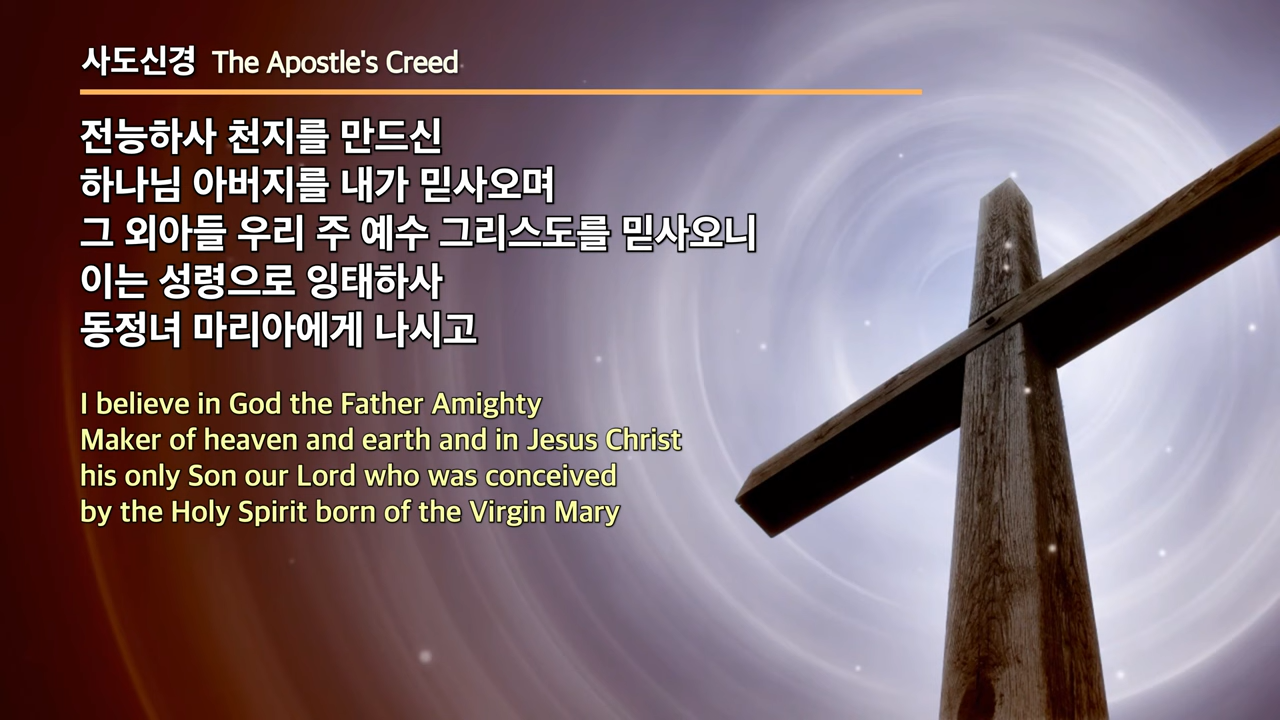 사도신경 The Apostle's Creed
전능하사 천지를 만드신
하나님 아버지를 내가 믿사오며
그 외아들 우리 주 예수 그리스도를 믿사오니
이는 성령으로 잉태하사
동정녀 마리아에게 나시고
I believe in God the Father Amighty
Maker of heaven and earth and in Jesus Christ
his only Son our Lord who was conceived
by the Holy Spirit born of the Virgin Mary